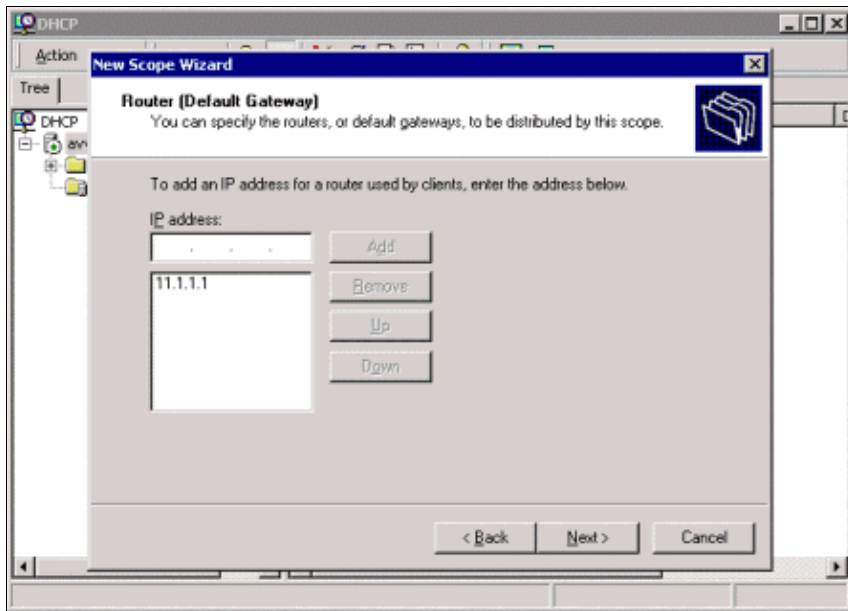 DHCP
Action
New Scope Wizard
Tree
Router (Default Gateway)
You can specify the routers, or default gateways, to be distributed by this scope.
DHCP
To add an IP address for a router used by clients, enter the address below.
IP address:
Add
11.1.1.1
Remove
Up
Down
< Back
Next >
Cancel